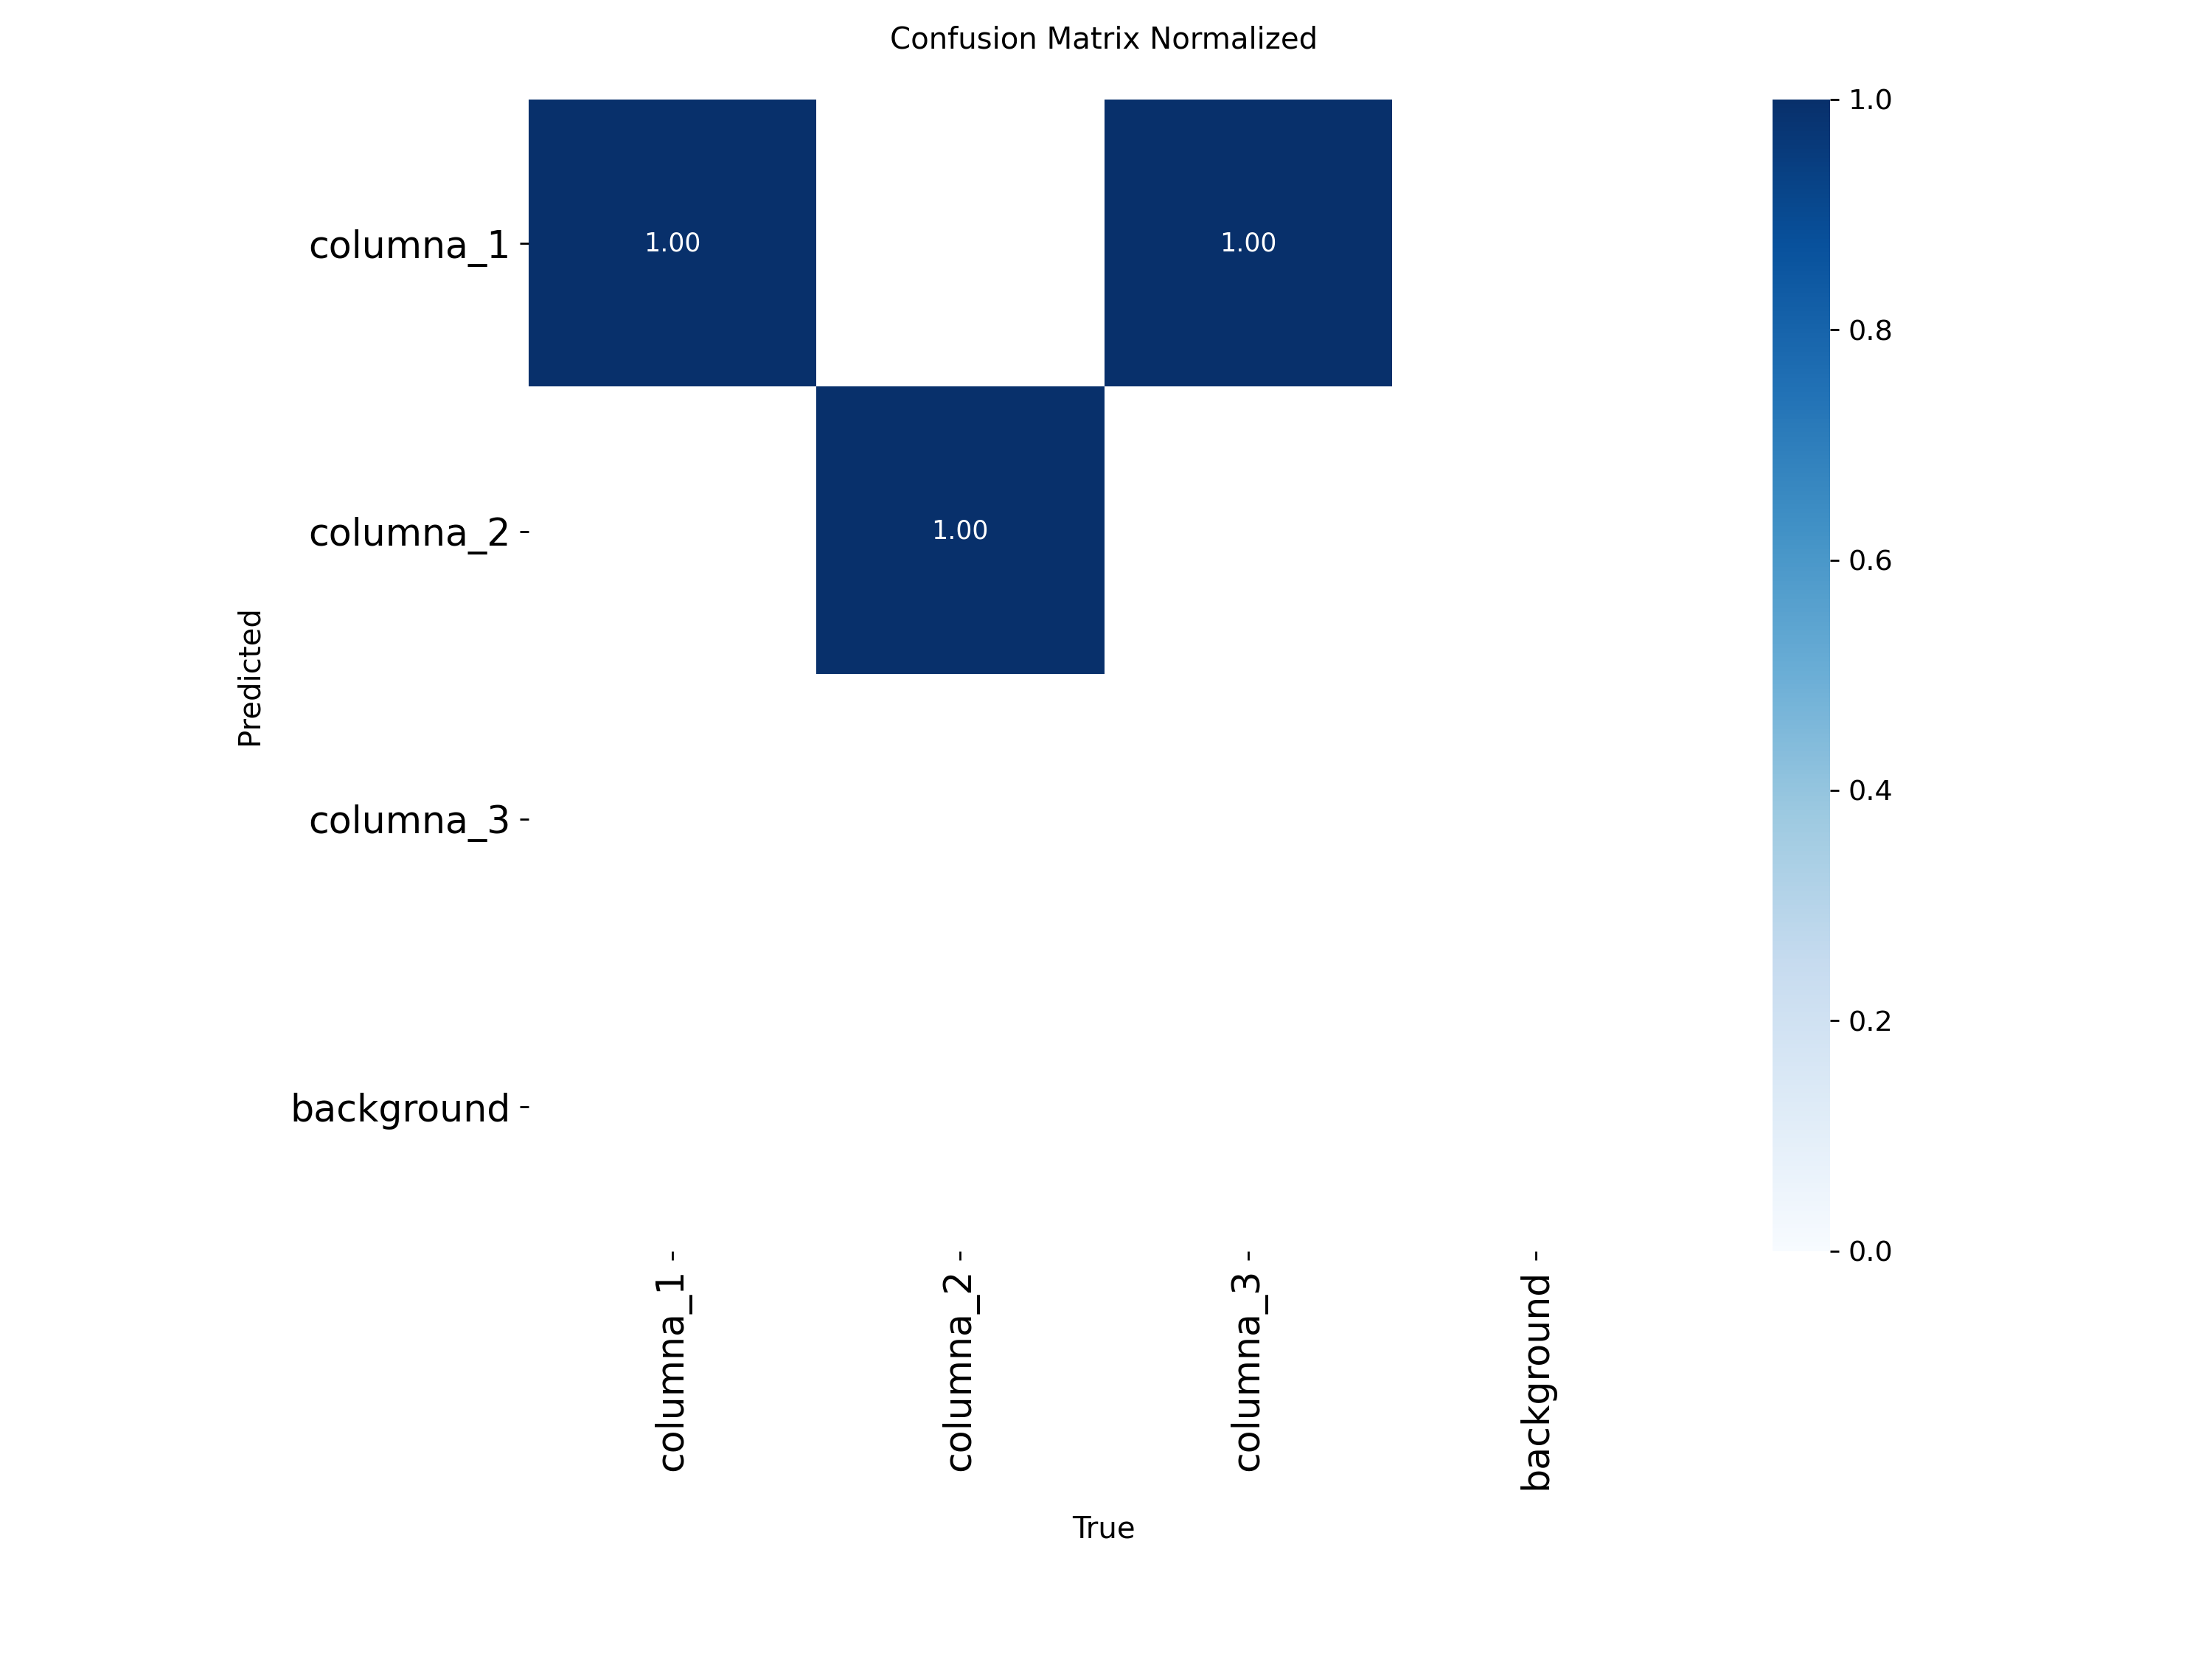 Confusion Matrix Normalized
columna_1
1.00
1.00
columna_2
1.00
columna_3
background
Predicted
columna_1
columna_2
columna_3
background
True
1.0
0.8
0.6
0.4
0.2
0.0